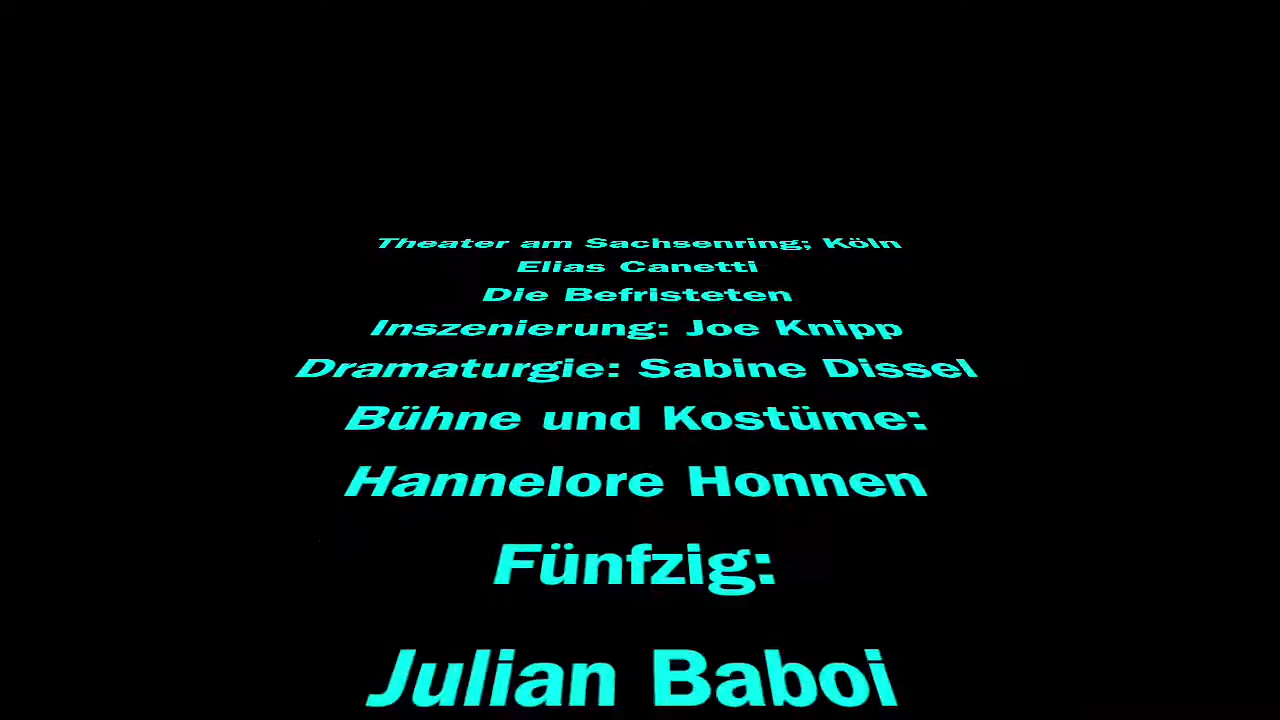 Theater am Sachsenring; Köln
Elias Canetti
Die Befristeten
Inszenierung: Joe Knipp
Dramaturgie: Sabine Dissel
Bühne und Kostüme:
Hannelore Honnen
Fünfzig:
Julian Baboi